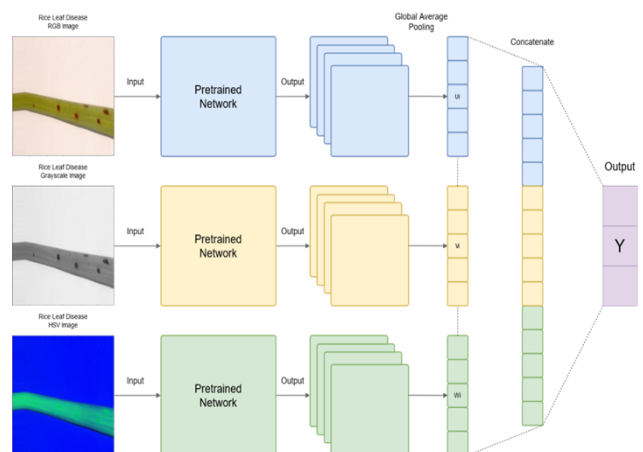 Rice Leaf Disease
RGB Image
Input
Pretrained
Network
Output
Global Average
Pooling
Ui
Concatenate
Rice Leaf Disease
Grayscale Image
Input
Pretrained
Network
Output
Vi
Output
Y
Rice Leaf Disease
HSV Image
Input
Pretrained
Network
Output
Wi